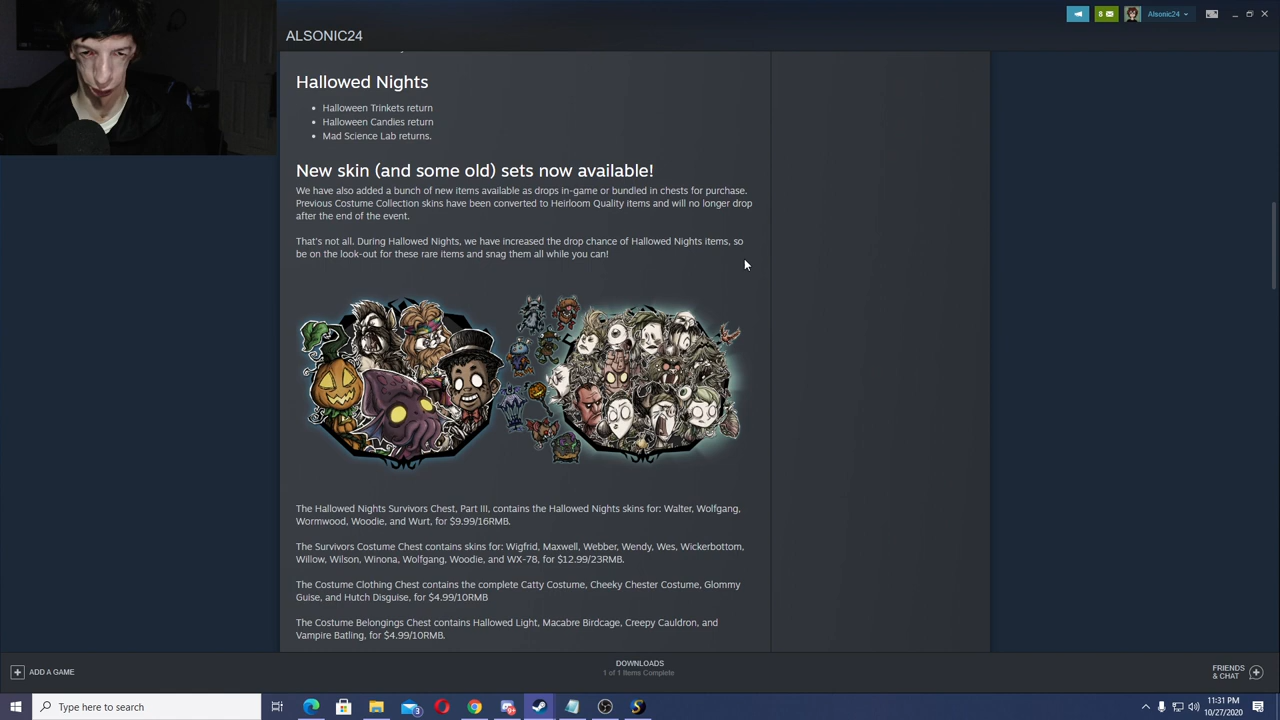 8
Alsonic24
ALSONIC24
Hallowed Nights
Halloween Trinkets return
Halloween Candies return
Mad Science Lab returns.
New skin (and some old) sets now available!
We have also added a bunch of new items available as drops in-game or bundled in chests for purchase.
Previous Costume Collection skins have been converted to Heirloom Quality items and will no longer drop
after the end of the event.
That's not all. During Hallowed Nights, we have increased the drop chance of Hallowed Nights items, so
be on the look-out for these rare items and snag them all while you can!
The Hallowed Nights Survivors Chest, Part III, contains the Hallowed Nights skins for: Walter, Wolfgang,
Wormwood, Woodie, and Wurt, for $9.99/16RMB.
The Survivors Costume Chest contains skins for: Wigfrid, Maxwell, Webber, Wendy, Wes, Wickerbottom,
Willow, Wilson, Winona, Wolfgang, Woodie, and WX-78, for $12.99/23RMB.
The Costume Clothing Chest contains the complete Catty Costume, Cheeky Chester Costume, Glommy
Guise, and Hutch Disguise, for $4.99/10RMB
The Costume Belongings Chest contains Hallowed Light, Macabre Birdcage, Creepy Cauldron, and
Vampire Batling, for $4.99/10RMB.
ADD A GAME
DOWNLOADS
1 of 1 Items Complete
FRIENDS
& CHAT
Type here to search
11:31 PM
10/27/2020